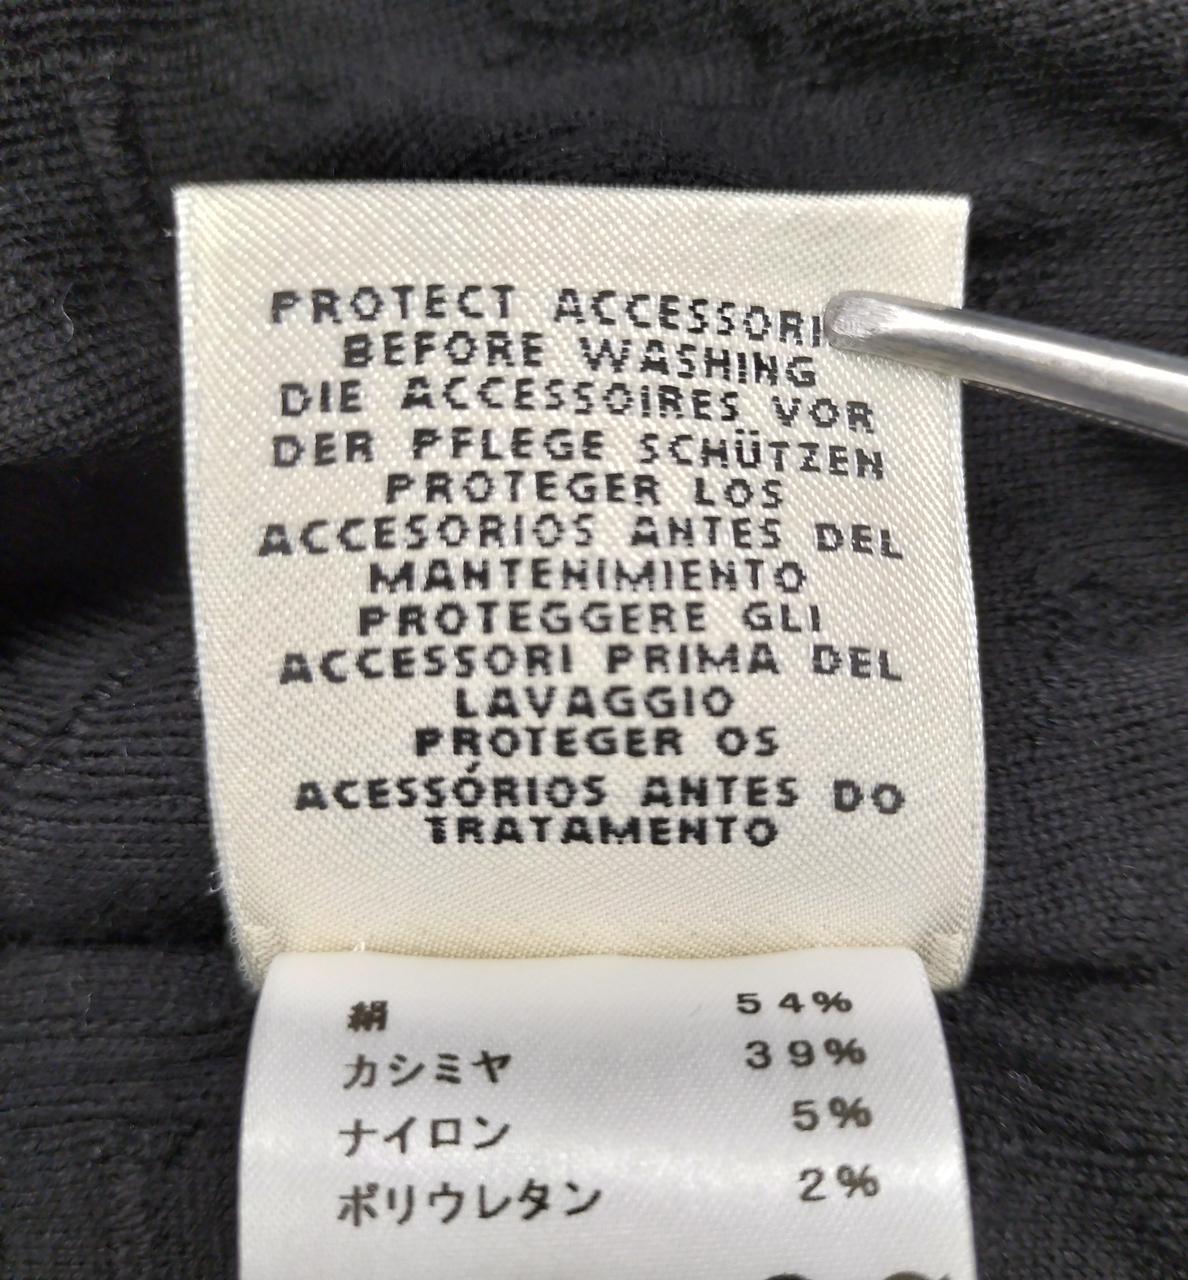 PROTECT ACCESSORI
BEFORE WASHING
DIE ACCESSOIRES VOR
DER PFLEGE SCHÜTZEN
PROTEGER LOS
ACCESORIOS ANTES DEL
MANTENIMIENTO
PROTEGGERE GLI
ACCESSORI PRIMA DEL
LAVAGGIO
PROTEGER OS
ACESSÓRIOS ANTES DO
TRATAMENTO
絹 54%
カシミヤ 39%
ナイロン 5%
ポリウレタン 2%